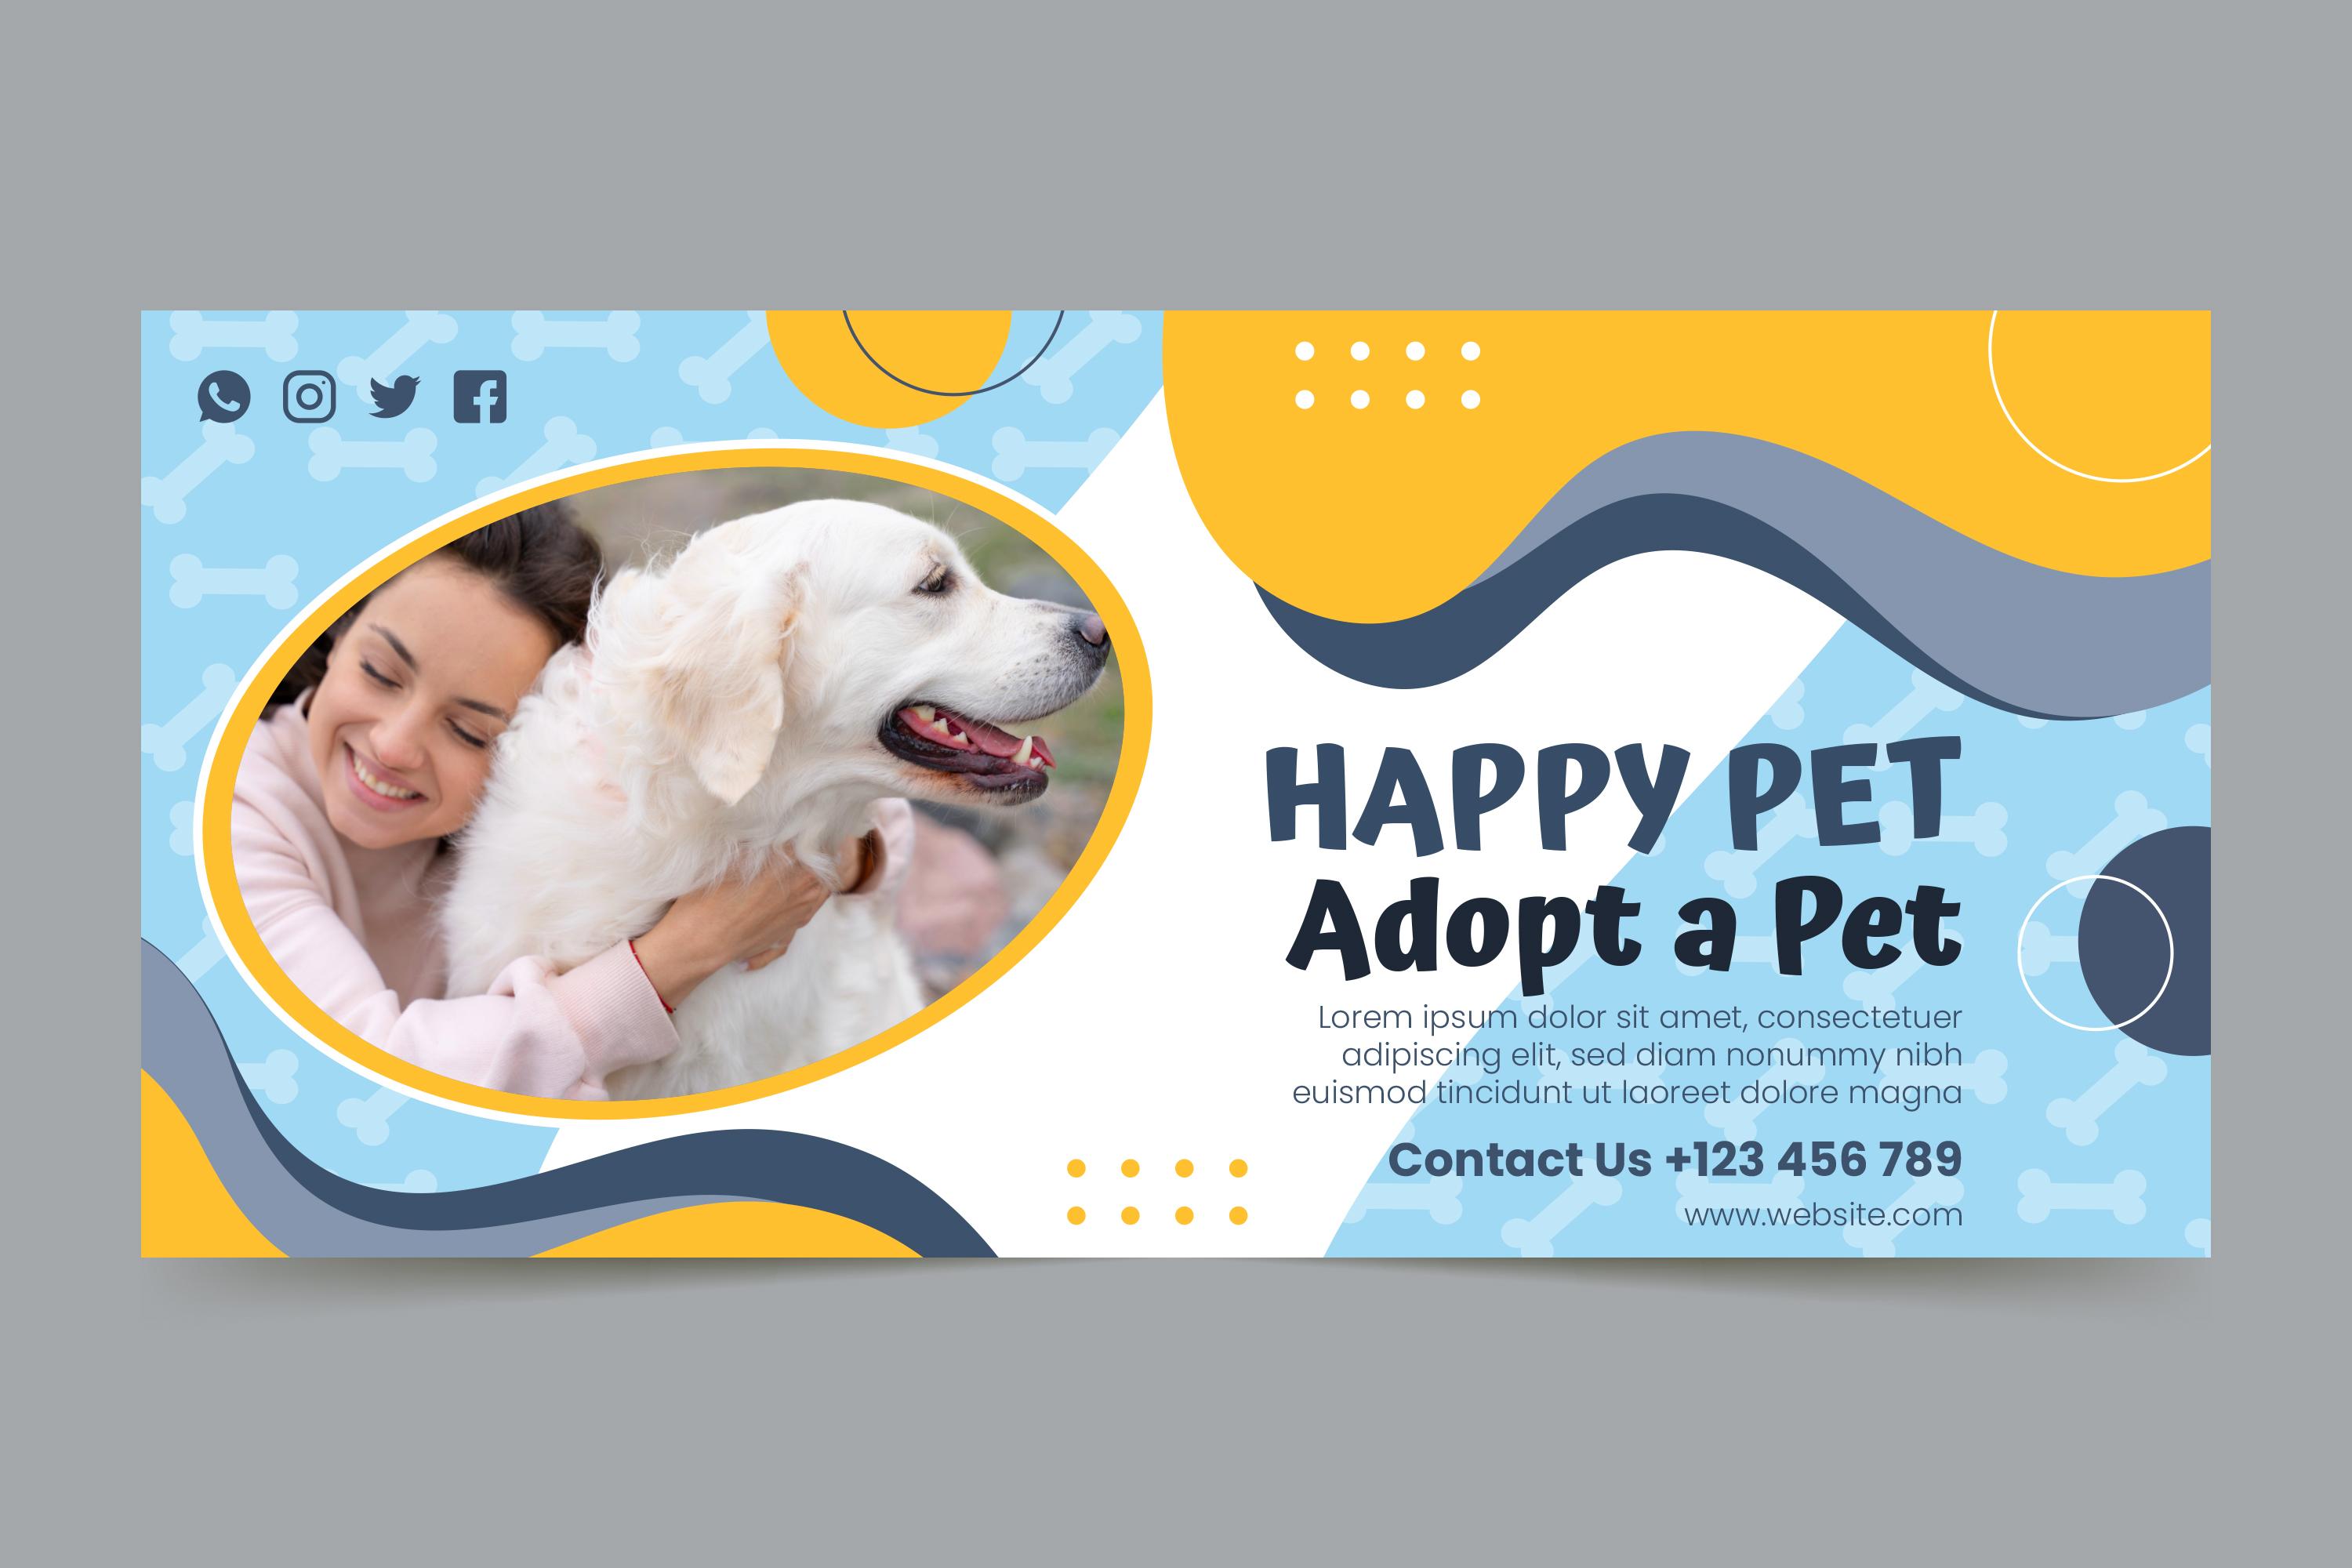 HAPPY PET
Adopt a Pet
Lorem ipsum dolor sit amet, consectetuer
adipiscing elit, sed diam nonummy nibh
euismod tincidunt ut laoreet dolore magna
Contact Us +123 456 789
www.website.com